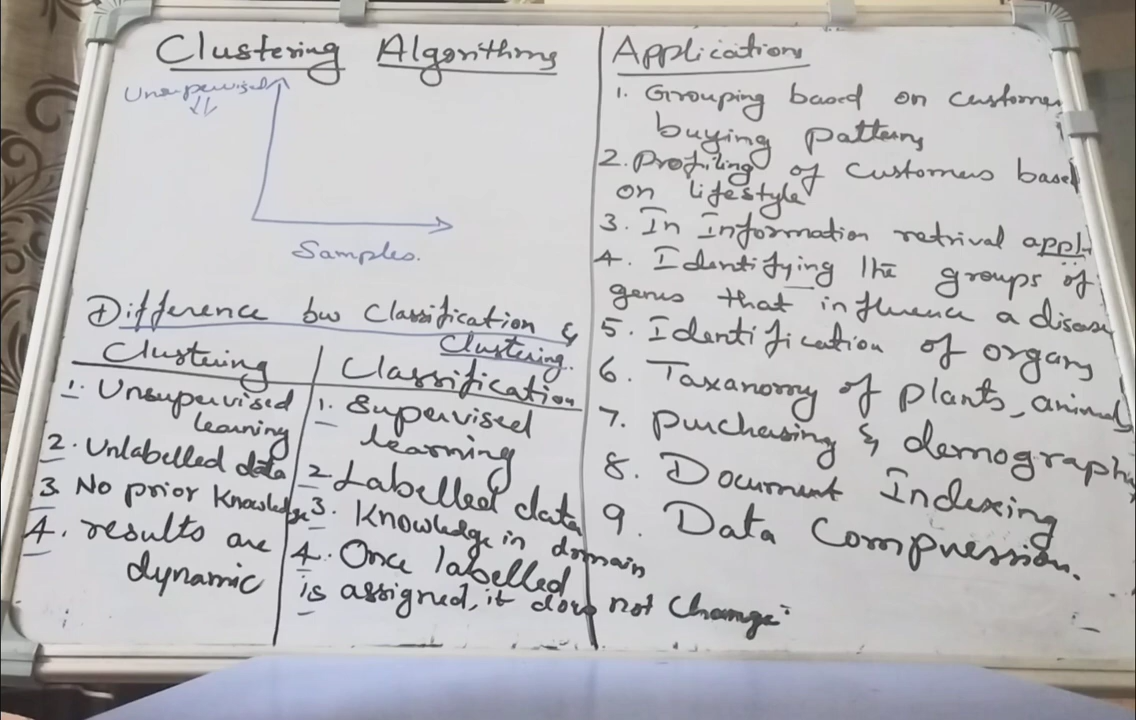 Clustering Algorithms
Unsupervised
Samples.
Difference bw Classification &
Clustering.
Clustering
1. Unsupervised
learning
2. Unlabelled data
3 No prior Knowledge
4. results are
dynamic
Classification
1. Supervised
learning
2 Labelled data
3. Knowledge in domain
4. Once labelled
is assigned, it does not change
Applications
1. Grouping based on customer
buying pattern
2. Profiling of customers based
on lifestyle
3. In Information retrival appl.
4. Identifying the groups of
genes that influence a disease
5. Identification of organs
6. Taxanomy of plants, animals
7. purchasing & demography
8. Document Indexing
9. Data Compression.